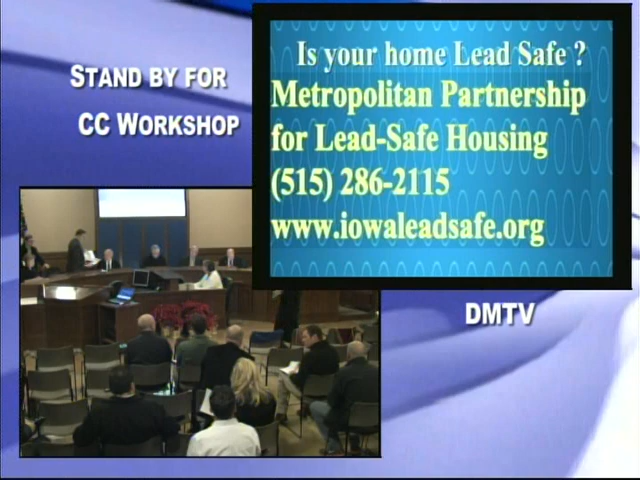 STAND BY FOR
CC WORKSHOP
Is your home Lead Safe ?
Metropolitan Partnership
for Lead-Safe Housing
(515) 286-2115
www.iowaleadsafe.org
DMTV